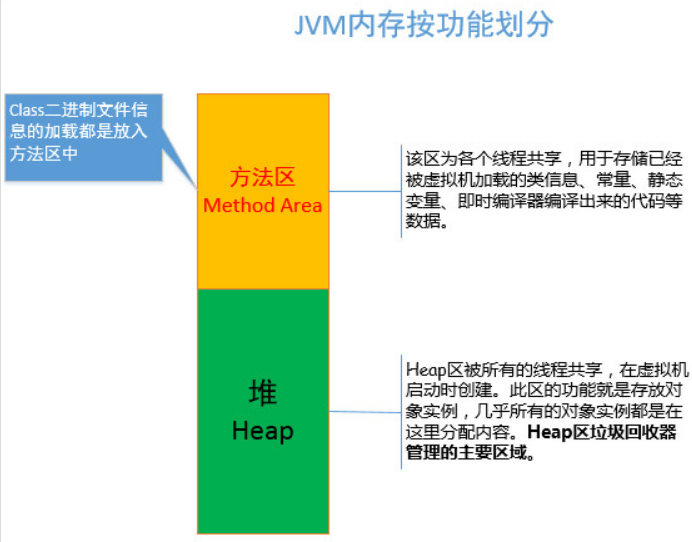 JVM内存按功能划分
Class二进制文件信
息的加载都是放入
方法区中
方法区
Method Area
该区为各个线程共享，用于存储已经
被虚拟机加载的类信息、常量、静态
变量、即时编译器编译出来的代码等
数据。
堆
Heap
Heap区被所有的线程共享，在虚拟机
启动时创建。此区的功能就是存放对
象实例，几乎所有的对象实例都是在
这里分配内容。Heap区垃圾回收器
管理的主要区域。